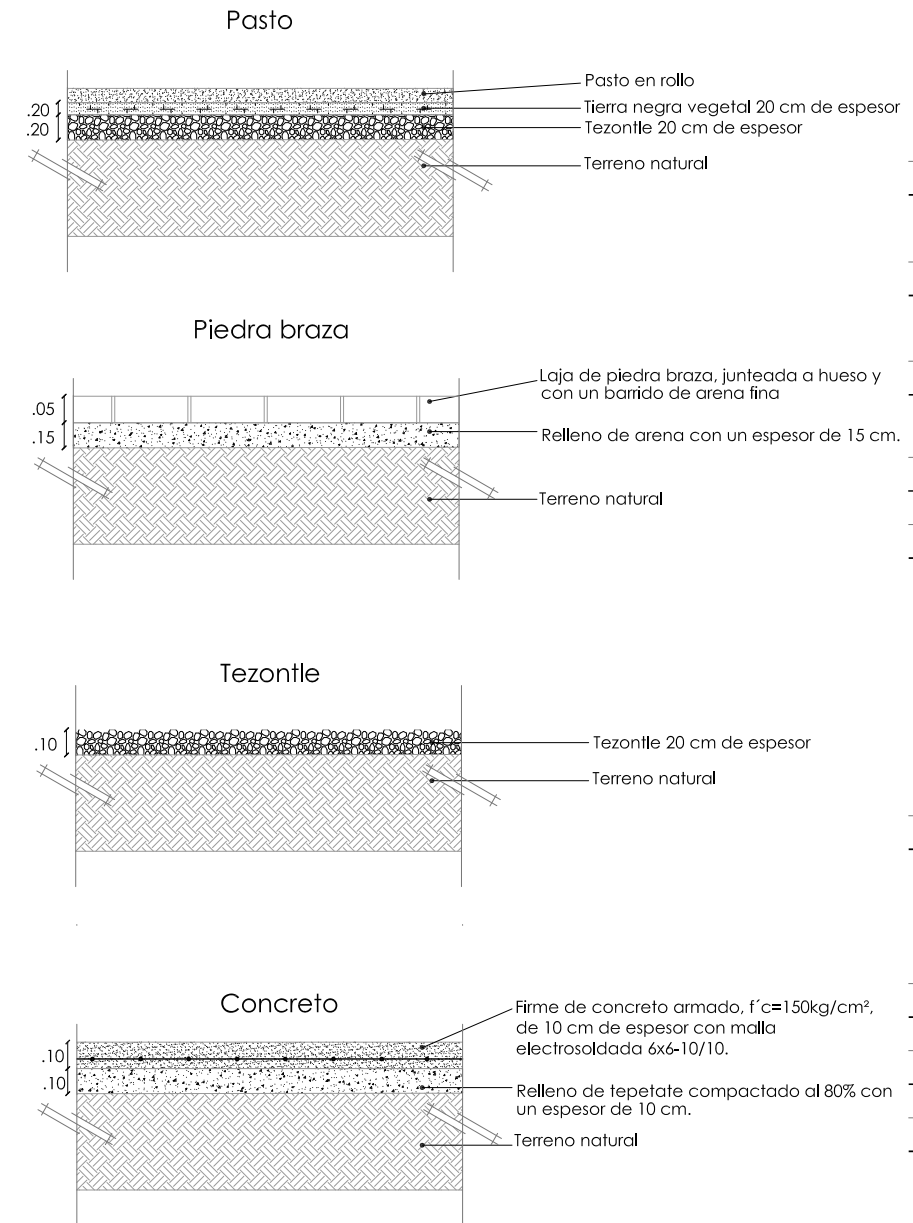 Pasto
Pasto en rollo
.20
Tierra negra vegetal 20 cm de espesor
.20
Tezontle 20 cm de espesor
Terreno natural
Piedra braza
Laja de piedra braza, junteada a hueso y
con un barrido de arena fina
.05
.15
Relleno de arena con un espesor de 15 cm.
Terreno natural
Tezontle
.10
Tezontle 20 cm de espesor
Terreno natural
Concreto
Firme de concreto armado, f´c=150kg/cm²,
de 10 cm de espesor con malla
electrosoldada 6x6-10/10.
.10
.10
Relleno de tepetate compactado al 80% con
un espesor de 10 cm.
Terreno natural